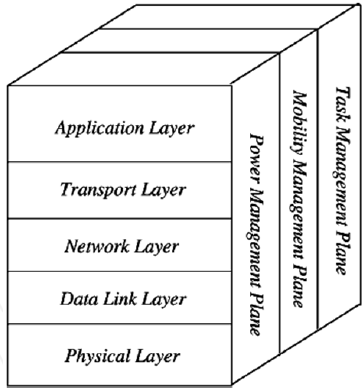 Application Layer
Transport Layer
Network Layer
Data Link Layer
Physical Layer
Power Management Plane
Mobility Management Plane
Task Management Plane